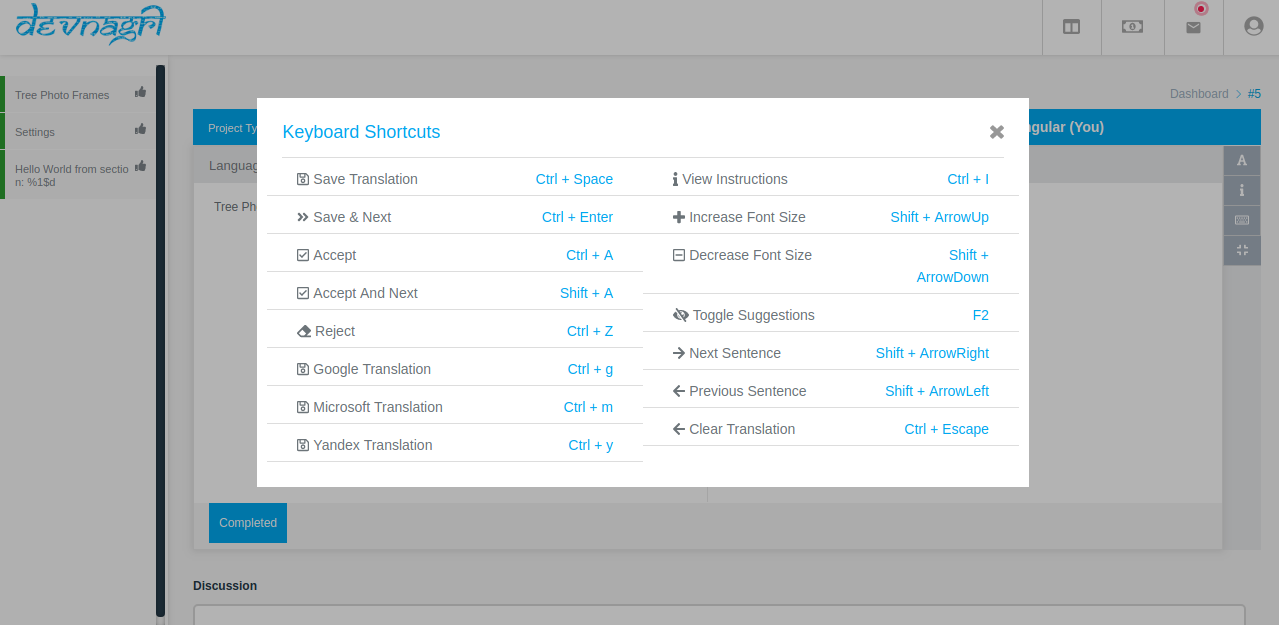 devnagri
Tree Photo Frames
Settings
Hello World from sectio
n: %1$d
Dashboard > #5
Project Ty
ngular (You)
Languag
A
Tree Ph
Keyboard Shortcuts
Save Translation Ctrl + Space
Save & Next Ctrl + Enter
Accept Ctrl + A
Accept And Next Shift + A
Reject Ctrl + Z
Google Translation Ctrl + g
Microsoft Translation Ctrl + m
Yandex Translation Ctrl + y
View Instructions Ctrl + I
Increase Font Size Shift + ArrowUp
Decrease Font Size Shift +
ArrowDown
Toggle Suggestions F2
Next Sentence Shift + ArrowRight
Previous Sentence Shift + ArrowLeft
Clear Translation Ctrl + Escape
Completed
Discussion